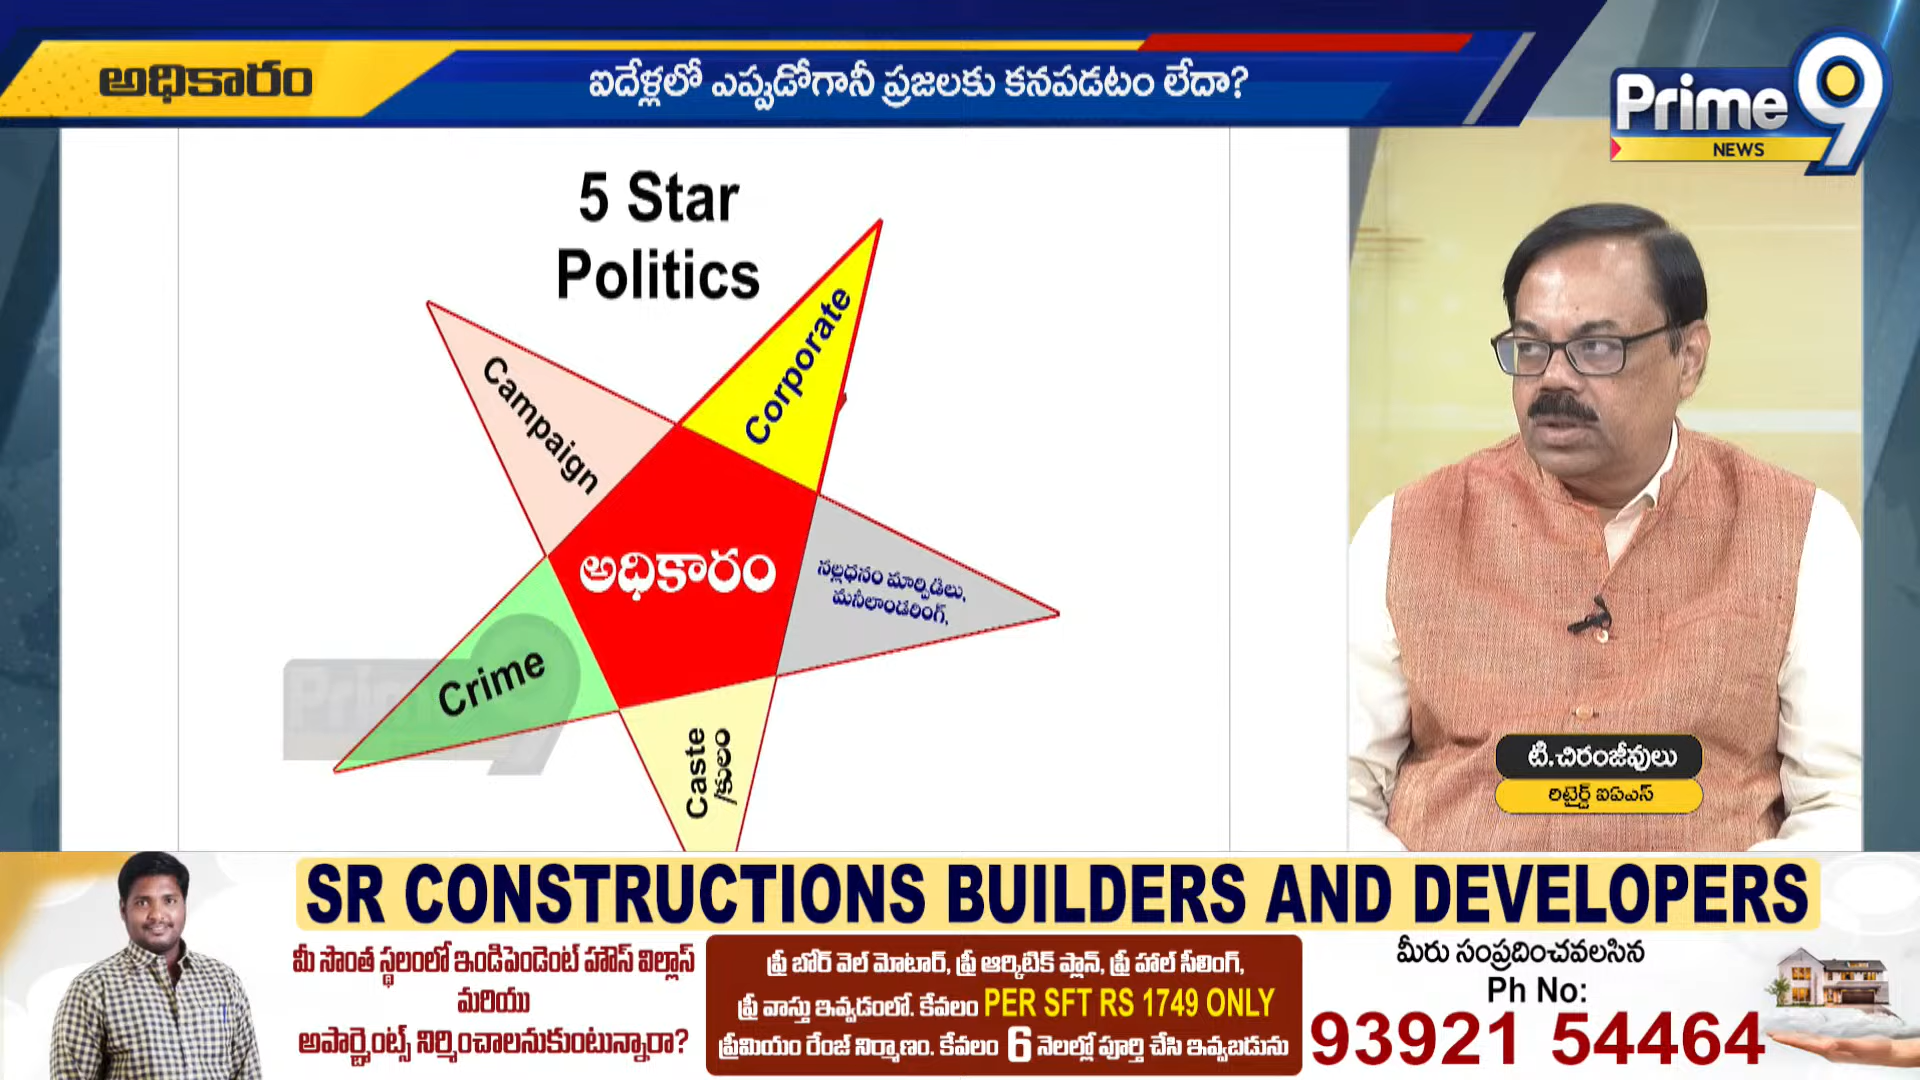 అధికారం
ఐదేళ్లలో ఎప్పుడోగానీ ప్రజలకు కనపడటం లేదా?
Prime9
NEWS
5 Star
Politics
Campaign
Corporate
అధికారం
నల్లధనం మార్పిడిలు,
మనీలాండరింగ్,
Crime
Caste
/కులం
Prime9
టి.చిరంజీవులు
రిటైర్డ్ ఐఏఎస్
SR CONSTRUCTIONS BUILDERS AND DEVELOPERS
మీ సొంత స్థలంలో ఇండిపెండెంట్ హౌస్ విల్లాస్
మరియు
అపార్ట్మెంట్స్ నిర్మించాలనుకుంటున్నారా?
ఫ్రీ బోర్ వెల్ మోటార్, ఫ్రీ ఆర్కిటిక్ ప్లాన్, ఫ్రీ హాల్ సీలింగ్,
ఫ్రీ వాస్తు ఇవ్వడంలో. కేవలం PER SFT RS 1749 ONLY
ప్రీమియం రేంజ్ నిర్మాణం. కేవలం 6 నెలల్లో పూర్తి చేసి ఇవ్వబడును
మీరు సంప్రదించవలసిన
Ph No:
93921 54464